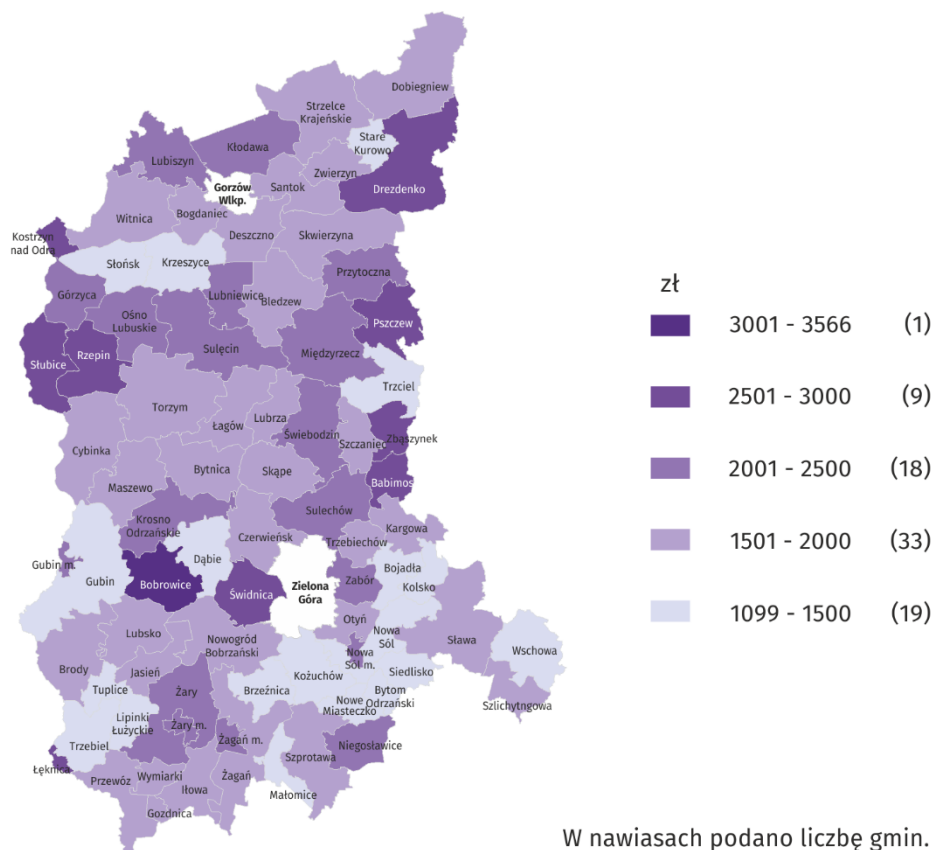 Dobiegniew
Strzelce
Krajeńskie
Stare
Kurowo
Kłodawa
Lubiszyn
Zwierzyn
Gorzów
Wlkp.
Santok
Drezdenko
Witnica
Bogdaniec
Deszczno
Skwierzyna
Kostrzyn
nad Odrą
Słońsk
Krzeszyce
Przytoczna
Górzyca
Lubniewice
Bledzew
Ośno
Lubuskie
Pszczew
Sulęcin
Międzyrzecz
Rzepin
Słubice
Trzciel
Torzym
Łagów
Lubrza
Świebodzin
Zbąszynek
Szczaniec
Cybinka
Bytnica
Skąpe
Maszewo
Babimost
Sulechów
Krosno
Odrzańskie
Kargowa
Czerwieńsk
Trzebiechów
Gubin m.
Gubin
Dąbie
Bojadła
Bobrowice
Świdnica
Zielona
Góra
Zabór
Kolsko
Otyń
Lubsko
Nowogród
Bobrzański
Nowa
Sól
Sława
Nowa
Sól m.
Wschowa
Brody
Jasień
Kożuchów
Siedlisko
Tuplice
Żary
Brzeźnica
Bytom
Odrzański
Nowe
Miasteczko
Szlichtyngowa
Lipinki
Łużyckie
Żary m.
Żagań m.
Trzebiel
Niegosławice
Szprotawa
Łęknica
Przewóz
Wymiarki
Żagań
Iłowa
Małomice
Gozdnica
zł
3001 - 3566 (1)
2501 - 3000 (9)
2001 - 2500 (18)
1501 - 2000 (33)
1099 - 1500 (19)
W nawiasach podano liczbę gmin.